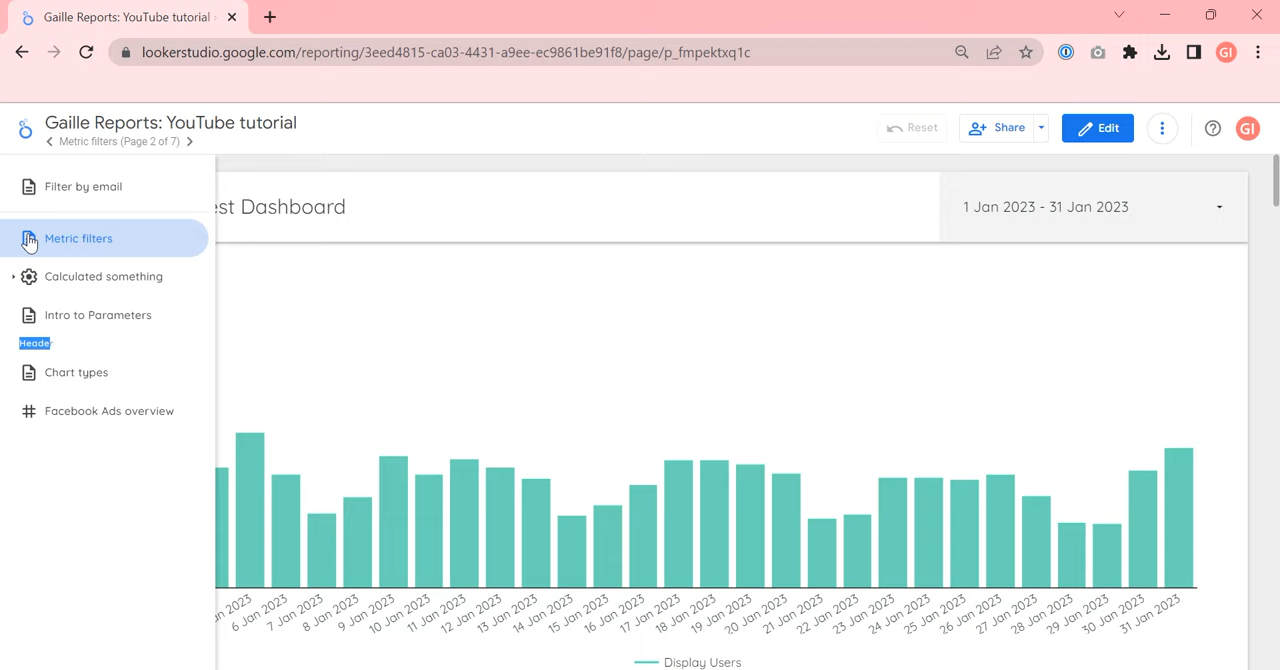 Gaille Reports: YouTube tutorial
lookerstudio.google.com/reporting/3eed4815-ca03-4431-a9ee-ec9861be91f8/page/p_fmpektxq1c
GI
Gaille Reports: YouTube tutorial
Metric filters (Page 2 of 7)
Reset
Share
Edit
GI
Filter by email
Metric filters
Calculated something
Intro to Parameters
Header
Chart types
Facebook Ads overview
est Dashboard
1 Jan 2023 - 31 Jan 2023
an 2023
6 Jan 2023
7 Jan 2023
8 Jan 2023
9 Jan 2023
10 Jan 2023
11 Jan 2023
12 Jan 2023
13 Jan 2023
14 Jan 2023
15 Jan 2023
16 Jan 2023
17 Jan 2023
18 Jan 2023
19 Jan 2023
20 Jan 2023
21 Jan 2023
22 Jan 2023
23 Jan 2023
24 Jan 2023
25 Jan 2023
26 Jan 2023
27 Jan 2023
28 Jan 2023
29 Jan 2023
30 Jan 2023
31 Jan 2023
Display Users